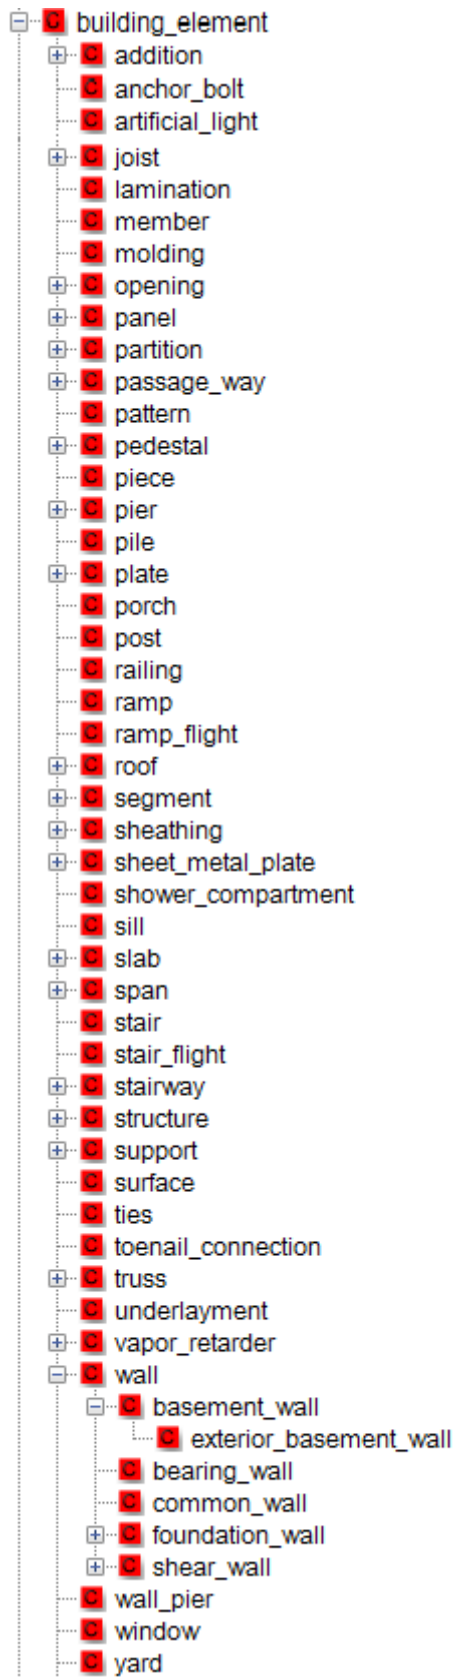 C building_element
C addition
C anchor_bolt
C artificial_light
C joist
C lamination
C member
C molding
C opening
C panel
C partition
C passage_way
C pattern
C pedestal
C piece
C pier
C pile
C plate
C porch
C post
C railing
C ramp
C ramp_flight
C roof
C segment
C sheathing
C sheet_metal_plate
C shower_compartment
C sill
C slab
C span
C stair
C stair_flight
C stairway
C structure
C support
C surface
C ties
C toenail_connection
C truss
C underlayment
C vapor_retarder
C wall
C basement_wall
C exterior_basement_wall
C bearing_wall
C common_wall
C foundation_wall
C shear_wall
C wall_pier
C window
C yard